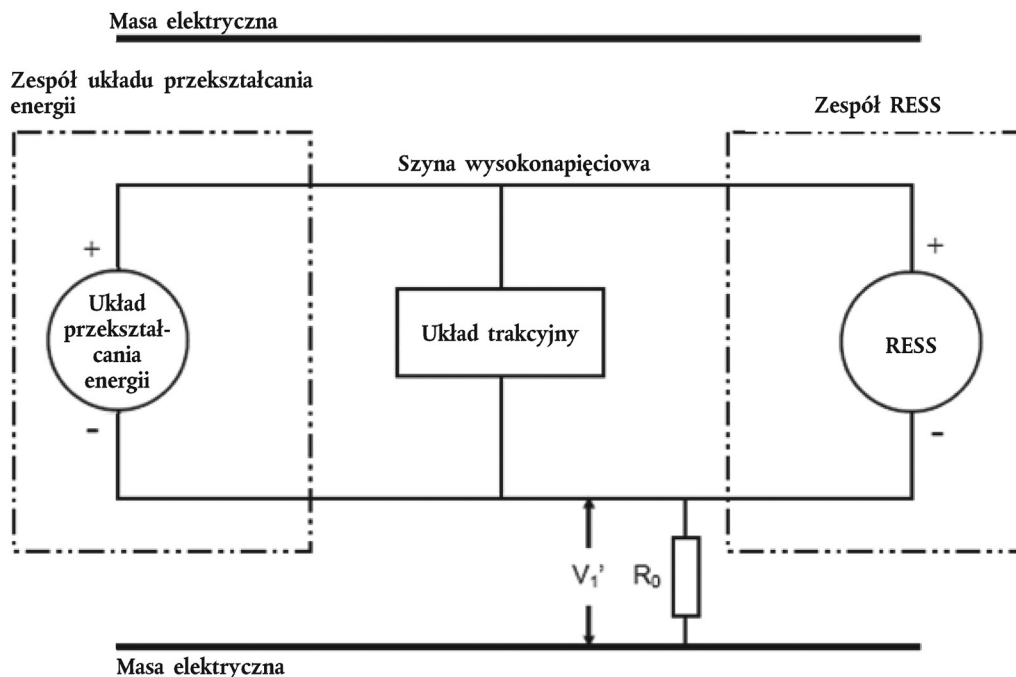 Masa elektryczna
Zespół układu przekształcania
energii
Zespół RESS
Szyna wysokonapięciowa
+
+
Układ
przekształ-
cania
energii
Układ trakcyjny
RESS
-
-
V₁’
R₀
Masa elektryczna